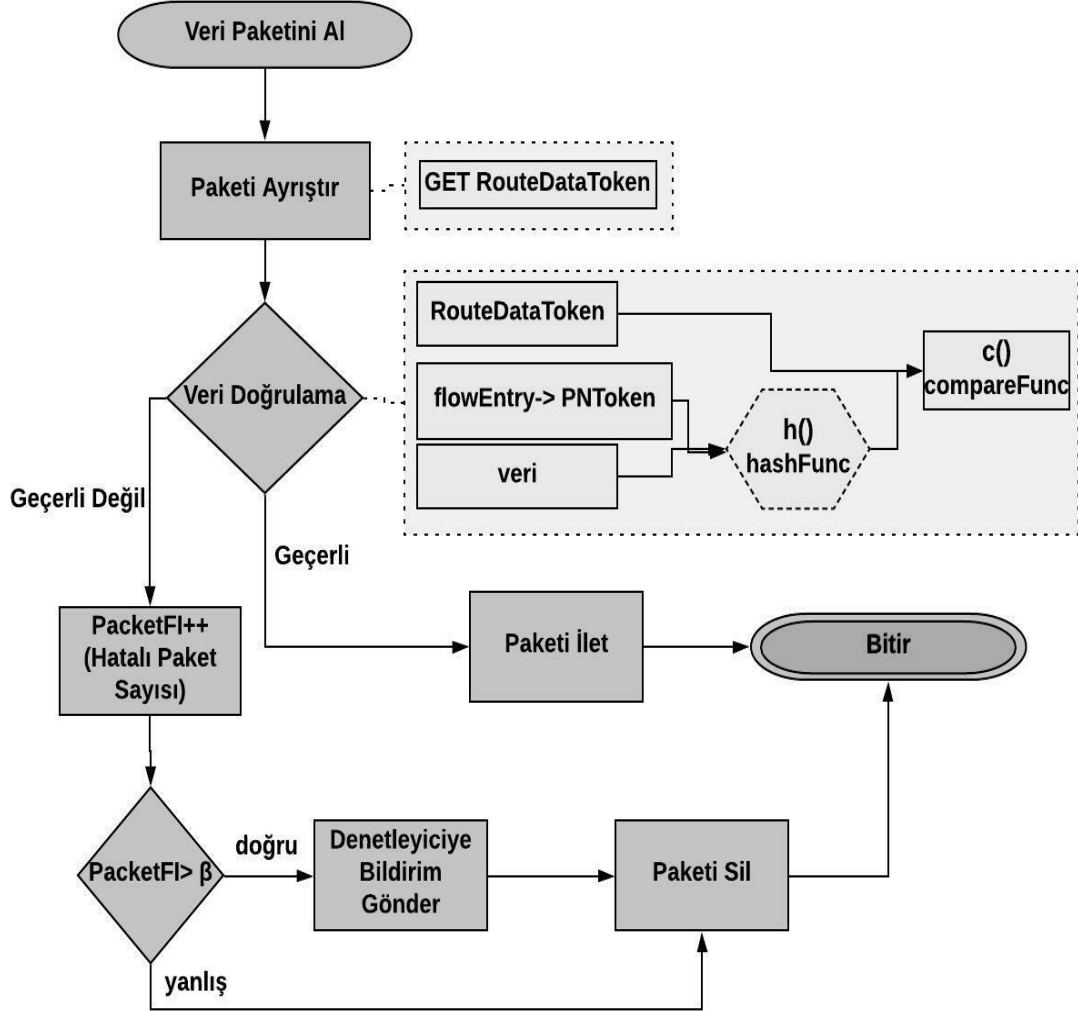 Veri Paketini Al
Paketi Ayrıştır
GET RouteDataToken
RouteDataToken
c()
compareFunc
Veri Doğrulama
flowEntry-> PNToken
h()
hashFunc
veri
Geçerli Değil
Geçerli
PacketFI++
(Hatalı Paket
Sayısı)
Paketi İlet
Bitir
PacketFI> β
doğru
Denetleyiciye
Bildirim
Gönder
Paketi Sil
yanlış